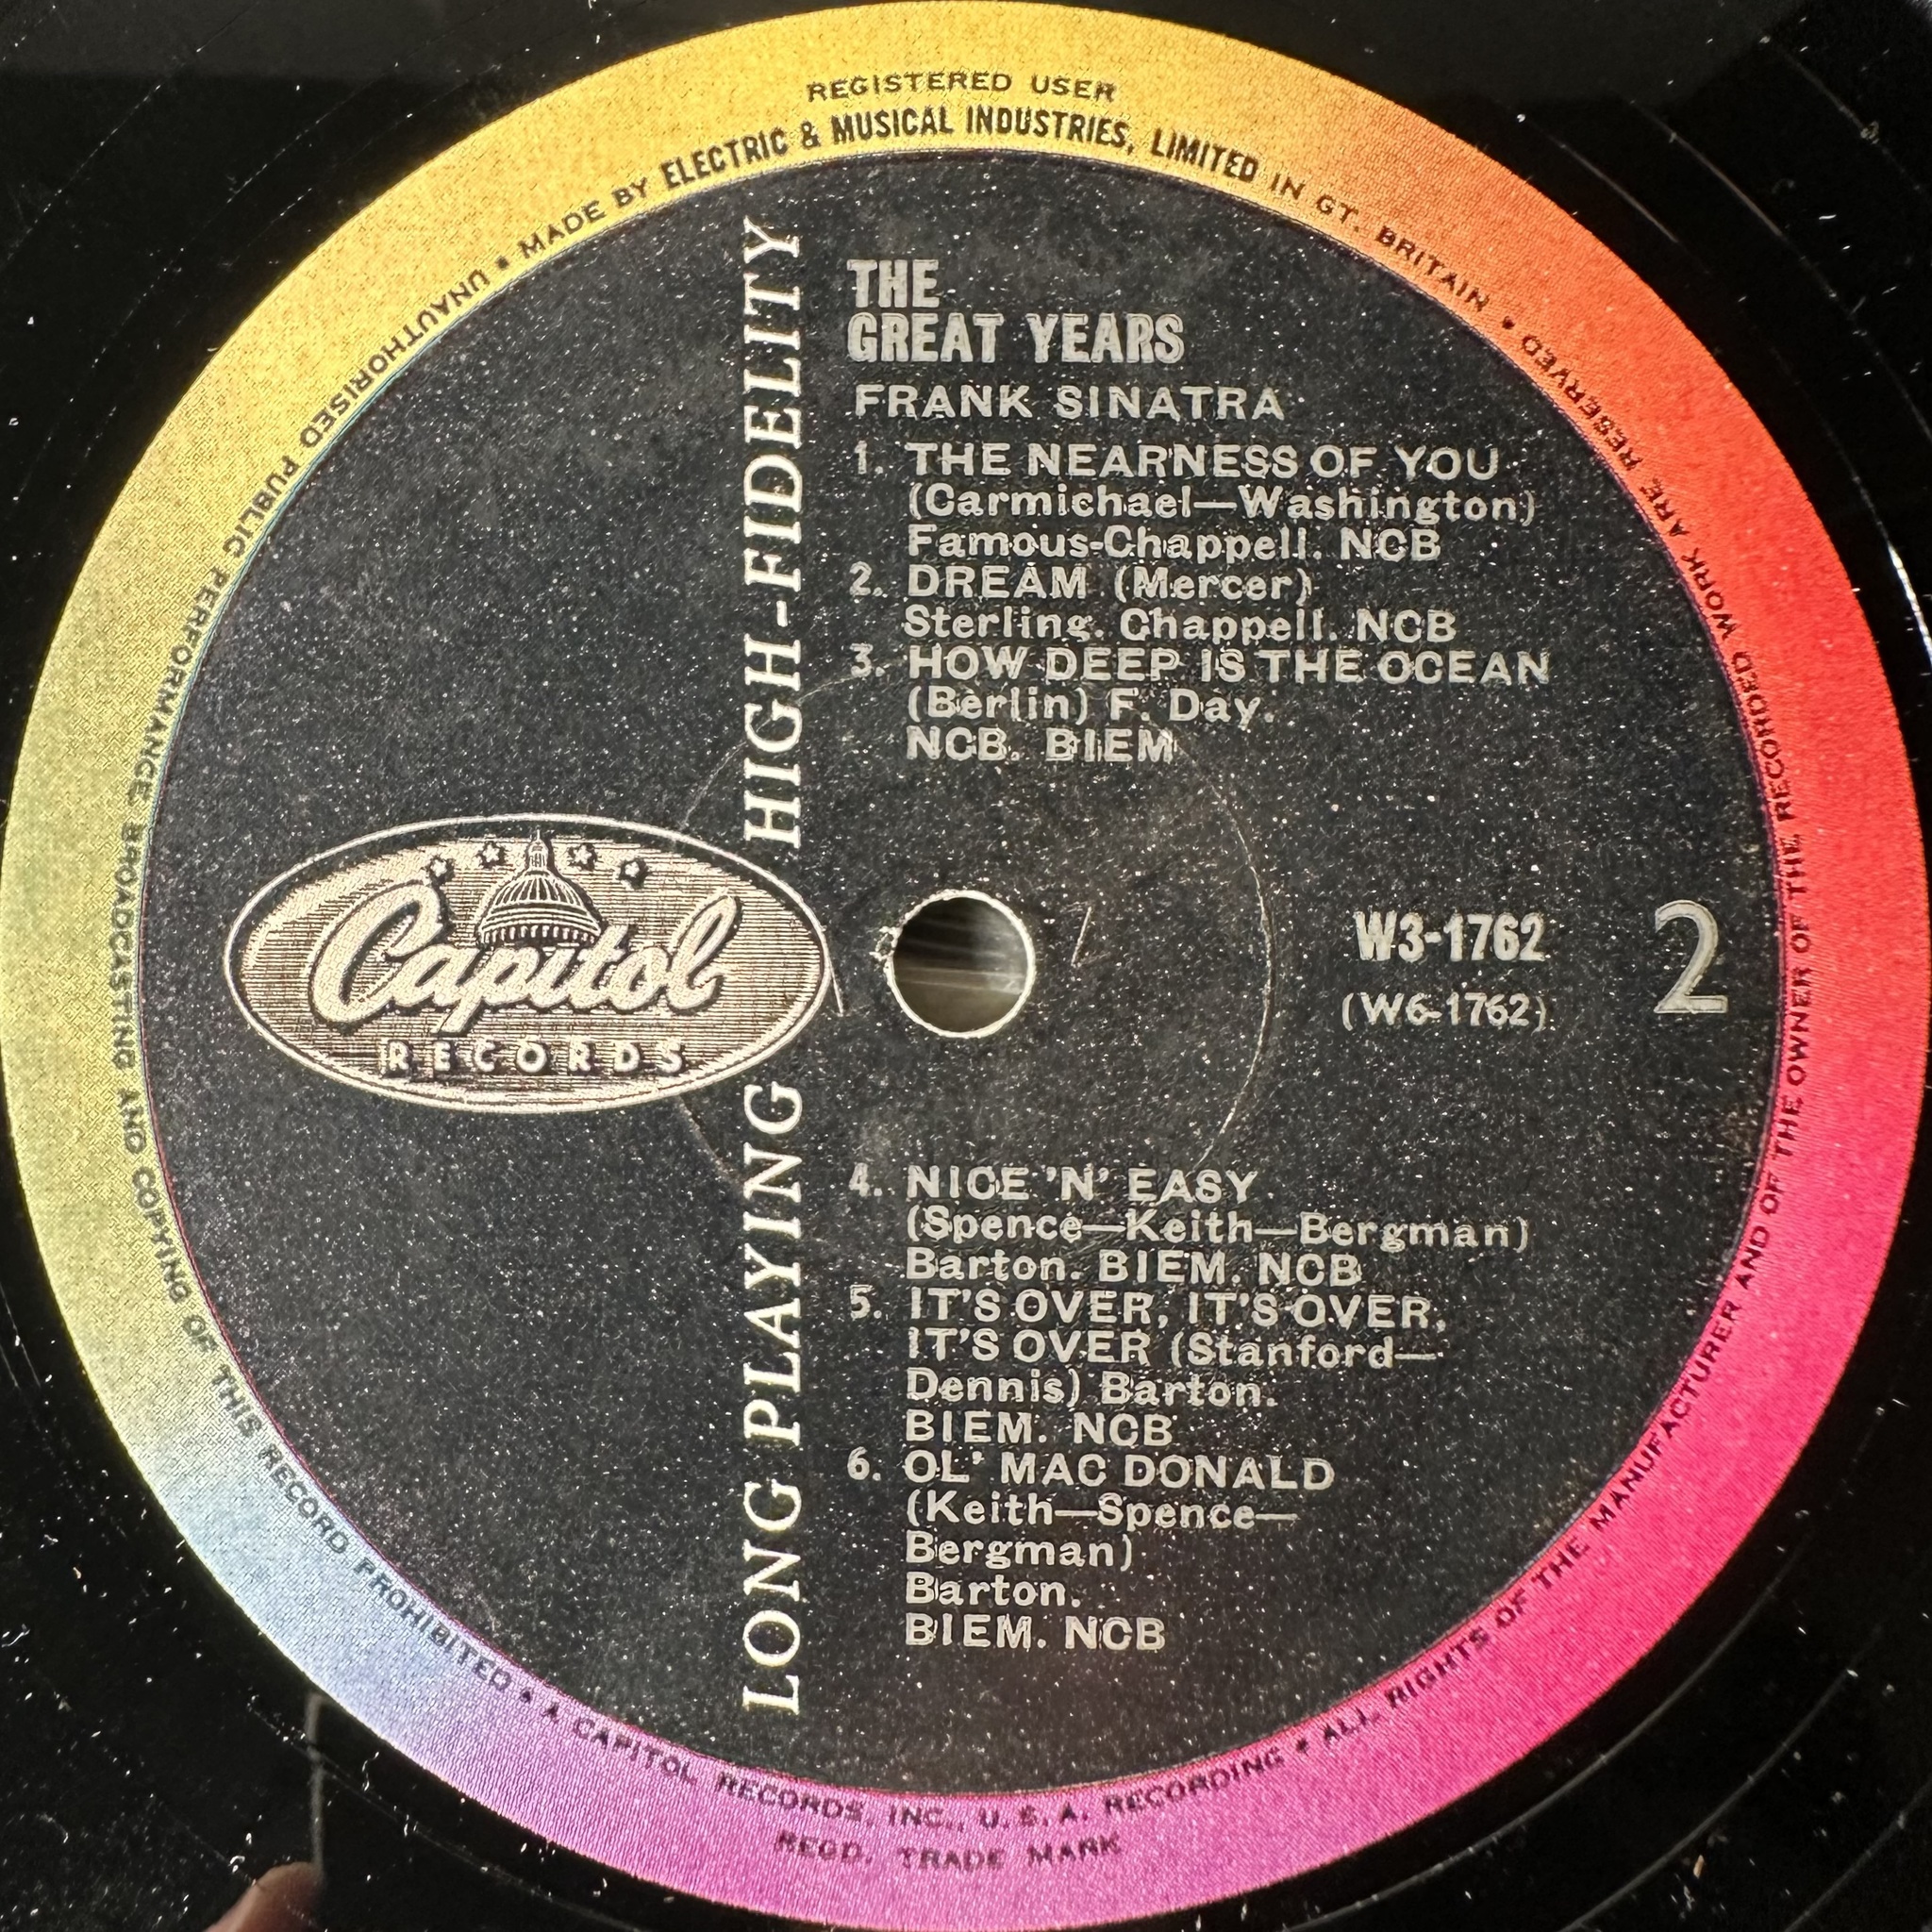 REGISTERED USER
• MADE BY ELECTRIC & MUSICAL INDUSTRIES, LIMITED IN GT. BRITAIN •
HIGH-FIDELITY
THE
GREAT YEARS
FRANK SINATRA
1. THE NEARNESS OF YOU
(Carmichael—Washington)
Famous-Chappell. NCB
2. DREAM (Mercer)
Sterling. Chappell. NCB
3. HOW DEEP IS THE OCEAN
(Berlin) F. Day.
NCB. BIEM
Capitol
RECORDS
W3-1762
(W6-1762)
2
LONG PLAYING
4. NICE 'N' EASY
(Spence—Keith—Bergman)
Barton. BIEM. NCB
5. IT'S OVER, IT'S OVER,
IT'S OVER (Stanford—
Dennis) Barton.
BIEM. NCB
6. OL' MAC DONALD
(Keith—Spence—
Bergman)
Barton.
BIEM. NCB
ALL RIGHTS OF THE MANUFACTURER AND OF THE OWNER OF THE RECORDED WORK ARE RESERVED
UNAUTHORISED PUBLIC PERFORMANCE BROADCASTING AND COPYING OF THIS RECORD PROHIBITED
• A CAPITOL RECORDS, INC., U. S. A. RECORDING •
REGD. TRADE MARK